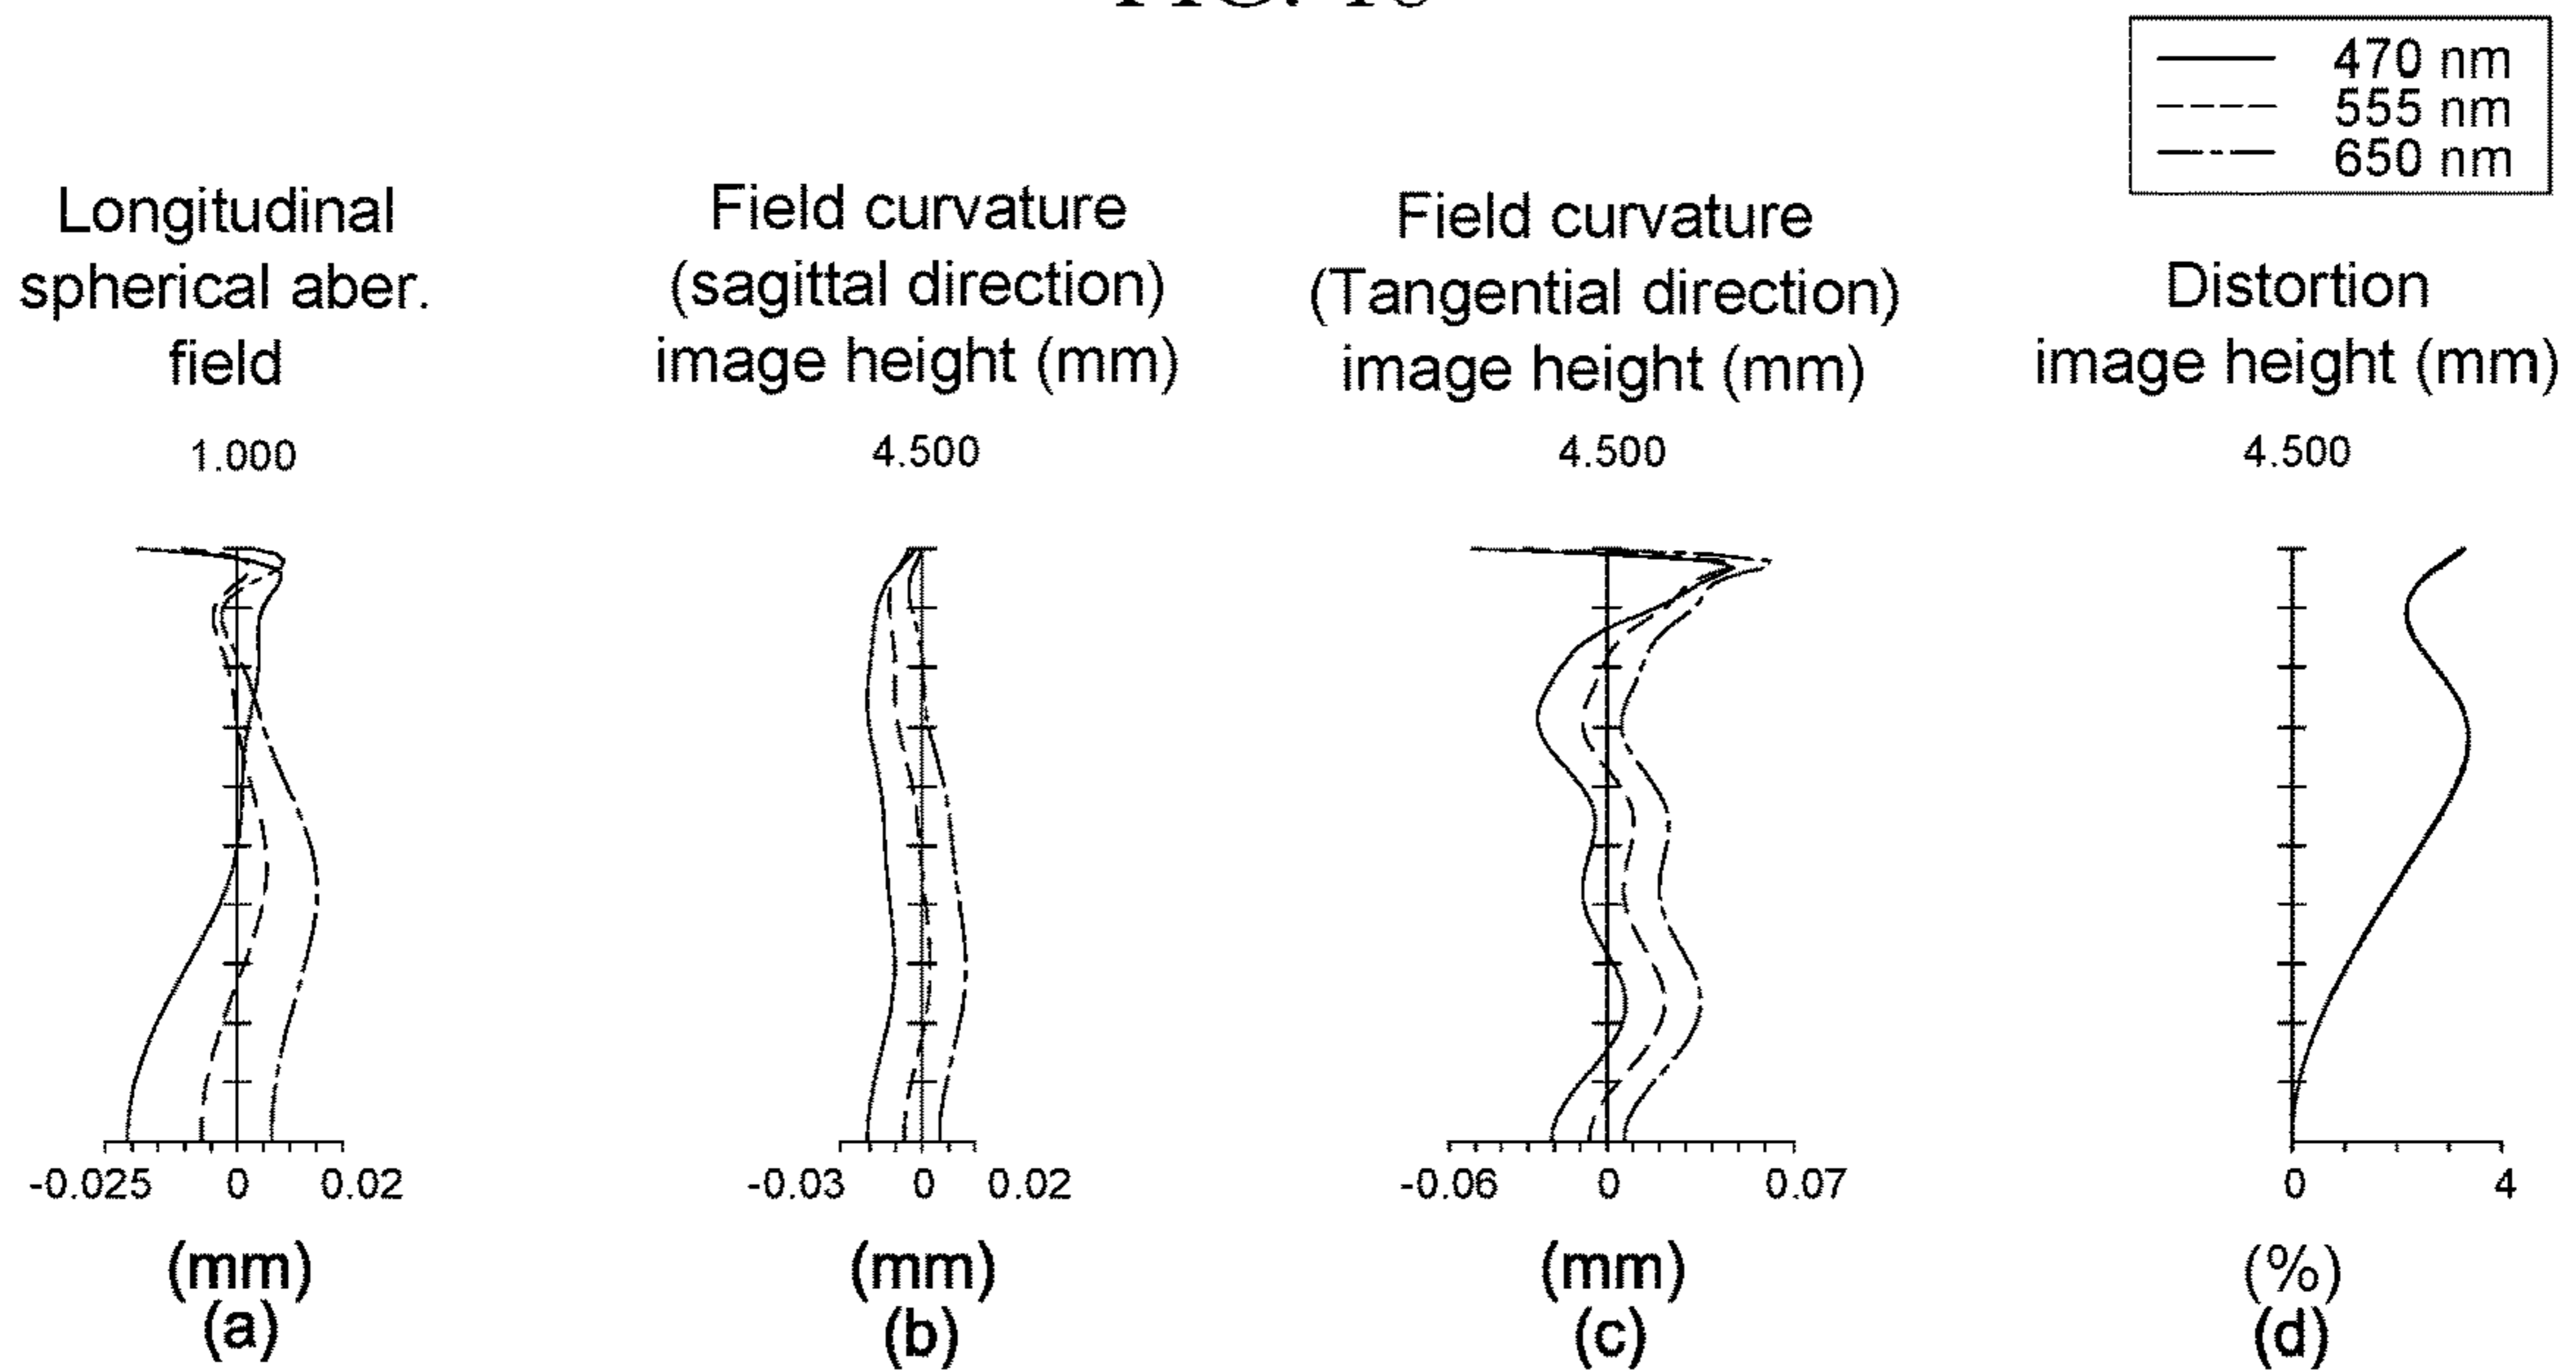 470 nm
555 nm
650 nm
Longitudinal
spherical aber.
field
1.000
-0.025 0 0.02
(mm)
(a)
Field curvature
(sagittal direction)
image height (mm)
4.500
-0.03 0 0.02
(mm)
(b)
Field curvature
(Tangential direction)
image height (mm)
4.500
-0.06 0 0.07
(mm)
(c)
Distortion
image height (mm)
4.500
0 4
(%)
(d)